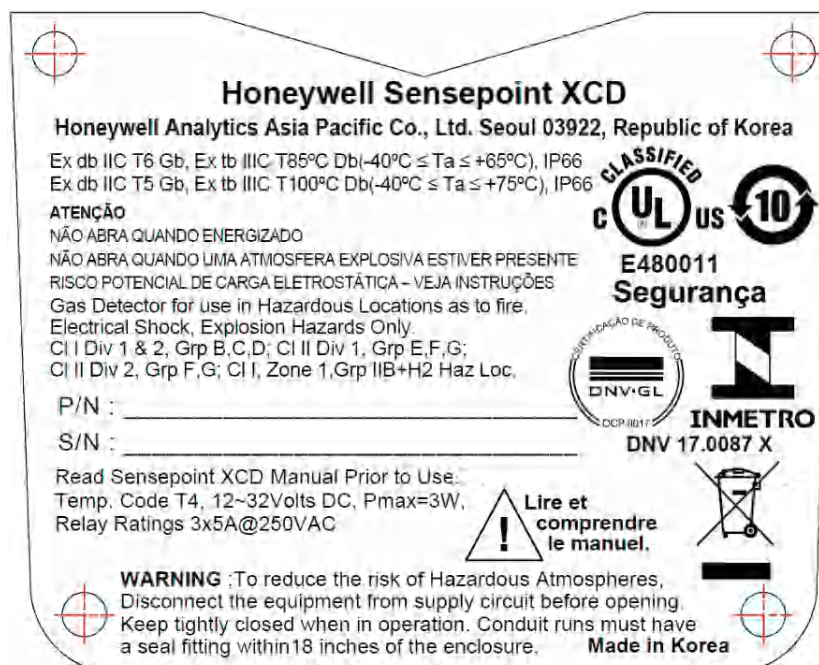 Honeywell Sensepoint XCD
Honeywell Analytics Asia Pacific Co., Ltd. Seoul 03922, Republic of Korea
Ex db IIC T6 Gb, Ex tb IIIC T85ºC Db(-40ºC ≤ Ta ≤ +65ºC), IP66
Ex db IIC T5 Gb, Ex tb IIIC T100ºC Db(-40ºC ≤ Ta ≤ +75ºC), IP66
ATENÇÃO
NÃO ABRA QUANDO ENERGIZADO
NÃO ABRA QUANDO UMA ATMOSFERA EXPLOSIVA ESTIVER PRESENTE
RISCO POTENCIAL DE CARGA ELETROSTÁTICA – VEJA INSTRUÇÕES
Gas Detector for use in Hazardous Locations as to fire,
Electrical Shock, Explosion Hazards Only.
Cl I Div 1 & 2, Grp B,C,D; Cl II Div 1, Grp E,F,G;
Cl II Div 2, Grp F,G; Cl I, Zone 1,Grp IIB+H2 Haz Loc.
CLASSIFIED
C UL US
®
10
E480011
Segurança
CERTIFICAÇÃO DE PRODUTO
DNV·GL
OCP 0017
INMETRO
DNV 17.0087 X
P/N :
S/N :
Read Sensepoint XCD Manual Prior to Use.
Temp. Code T4, 12~32Volts DC, Pmax=3W,
Relay Ratings 3x5A@250VAC
!
Lire et
comprendre
le manuel.
WARNING :To reduce the risk of Hazardous Atmospheres,
Disconnect the equipment from supply circuit before opening.
Keep tightly closed when in operation. Conduit runs must have
a seal fitting within18 inches of the enclosure.
Made in Korea